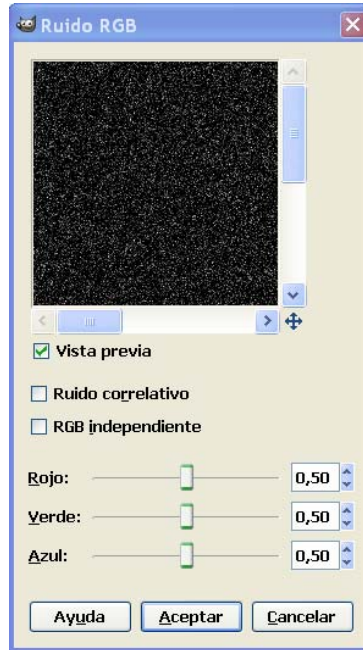 Ruido RGB
Vista previa
Ruido correlativo
RGB independiente
Rojo: 0,50
Verde: 0,50
Azul: 0,50
Ayuda Aceptar Cancelar